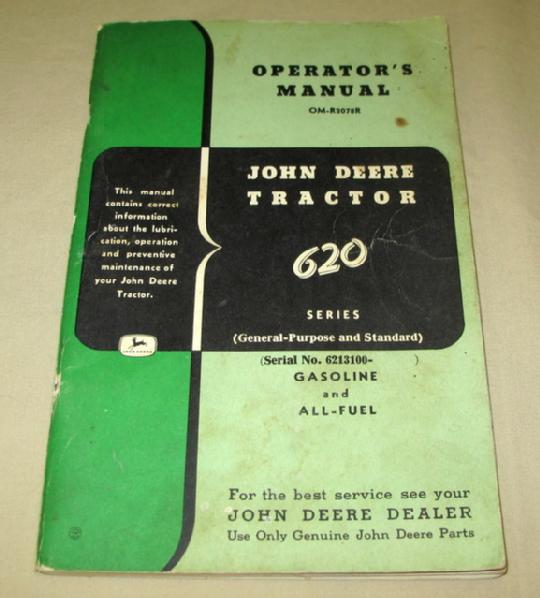 OPERATOR'S
MANUAL
OM-R2078R
This manual
contains correct
information
about the lubri-
cation, operation
and preventive
maintenance of
your John Deere
Tractor.
JOHN DEERE
TRACTOR
620
SERIES
(General-Purpose and Standard)
(Serial No. 6213100- )
GASOLINE
and
ALL-FUEL
JOHN DEERE
For the best service see your
JOHN DEERE DEALER
Use Only Genuine John Deere Parts